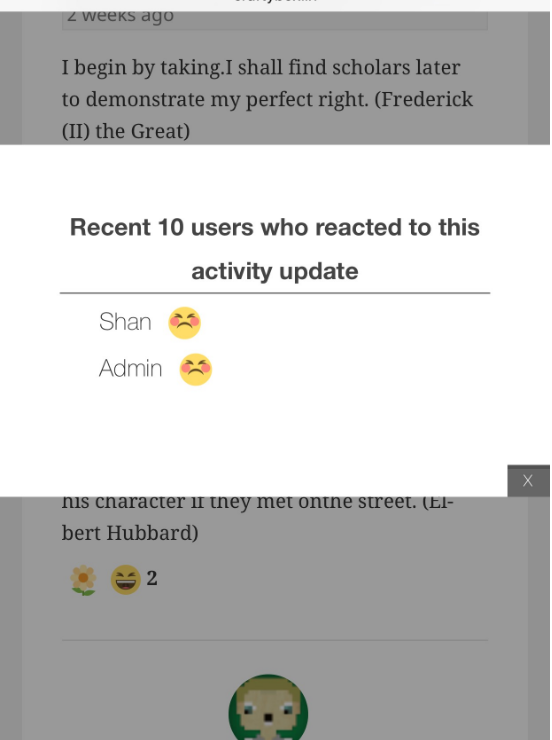 2 weeks ago
I begin by taking.I shall find scholars later
to demonstrate my perfect right. (Frederick
(II) the Great)
Recent 10 users who reacted to this
activity update
Shan
Admin
X
his character if they met onthe street. (El-
bert Hubbard)
2